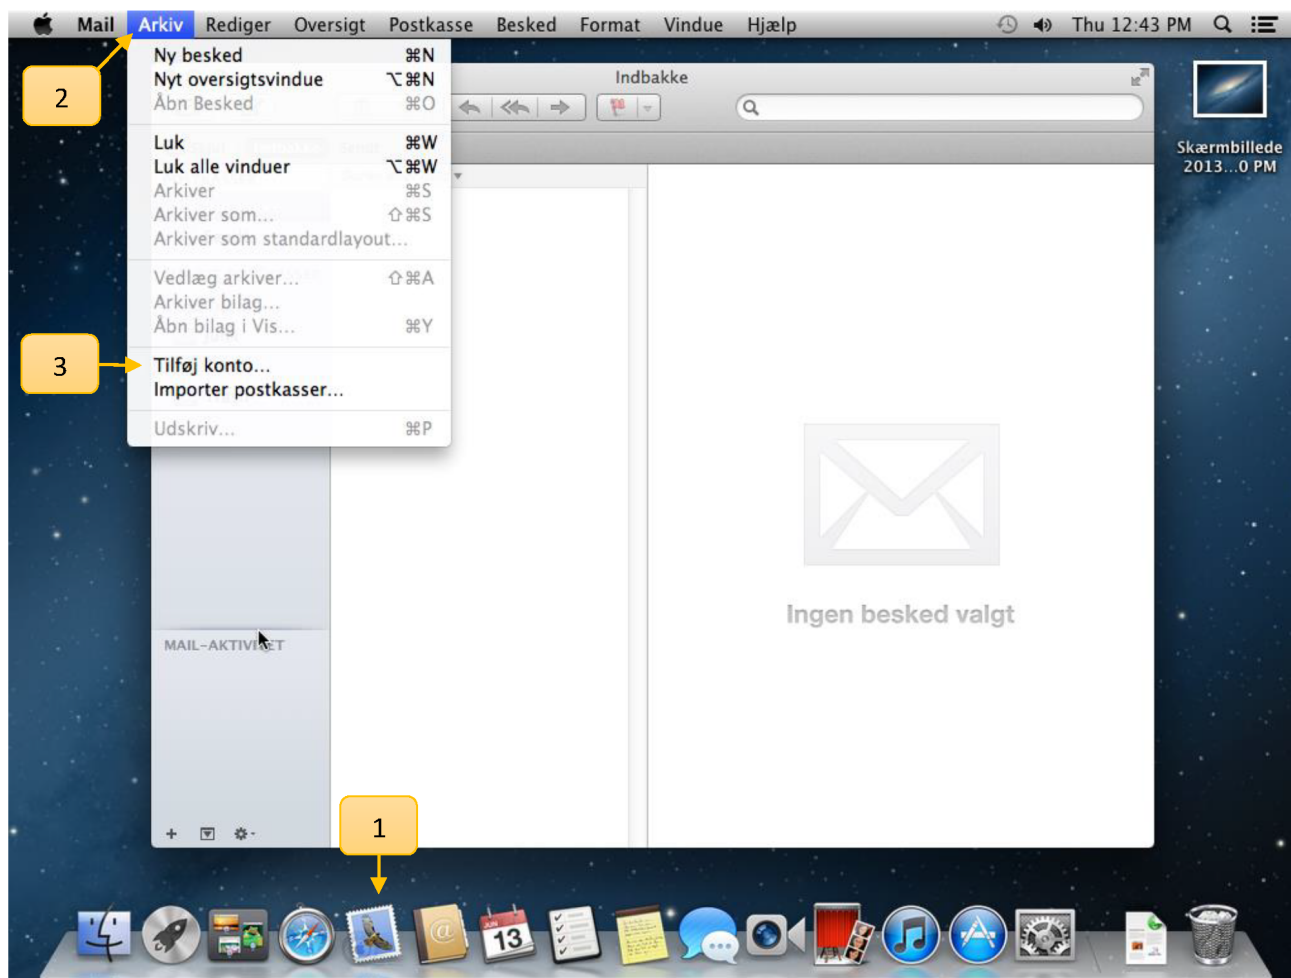 Mail Arkiv Rediger Oversigt Postkasse Besked Format Vindue Hjælp Thu 12:43 PM
2
Ny besked ⌘N
Nyt oversigtsvindue ⌥⌘N
Åbn Besked ⌘O
Luk ⌘W
Luk alle vinduer ⌥⌘W
Arkiver ⌘S
Arkiver som... ⇧⌘S
Arkiver som standardlayout...
Vedlæg arkiver... ⇧⌘A
Arkiver bilag...
Åbn bilag i Vis... ⌘Y
3
Tilføj konto...
Importer postkasser...
Udskriv... ⌘P
Indbakke
Skærmbillede
2013...0 PM
Ingen besked valgt
MAIL-AKTIVITET
1
JUN
13